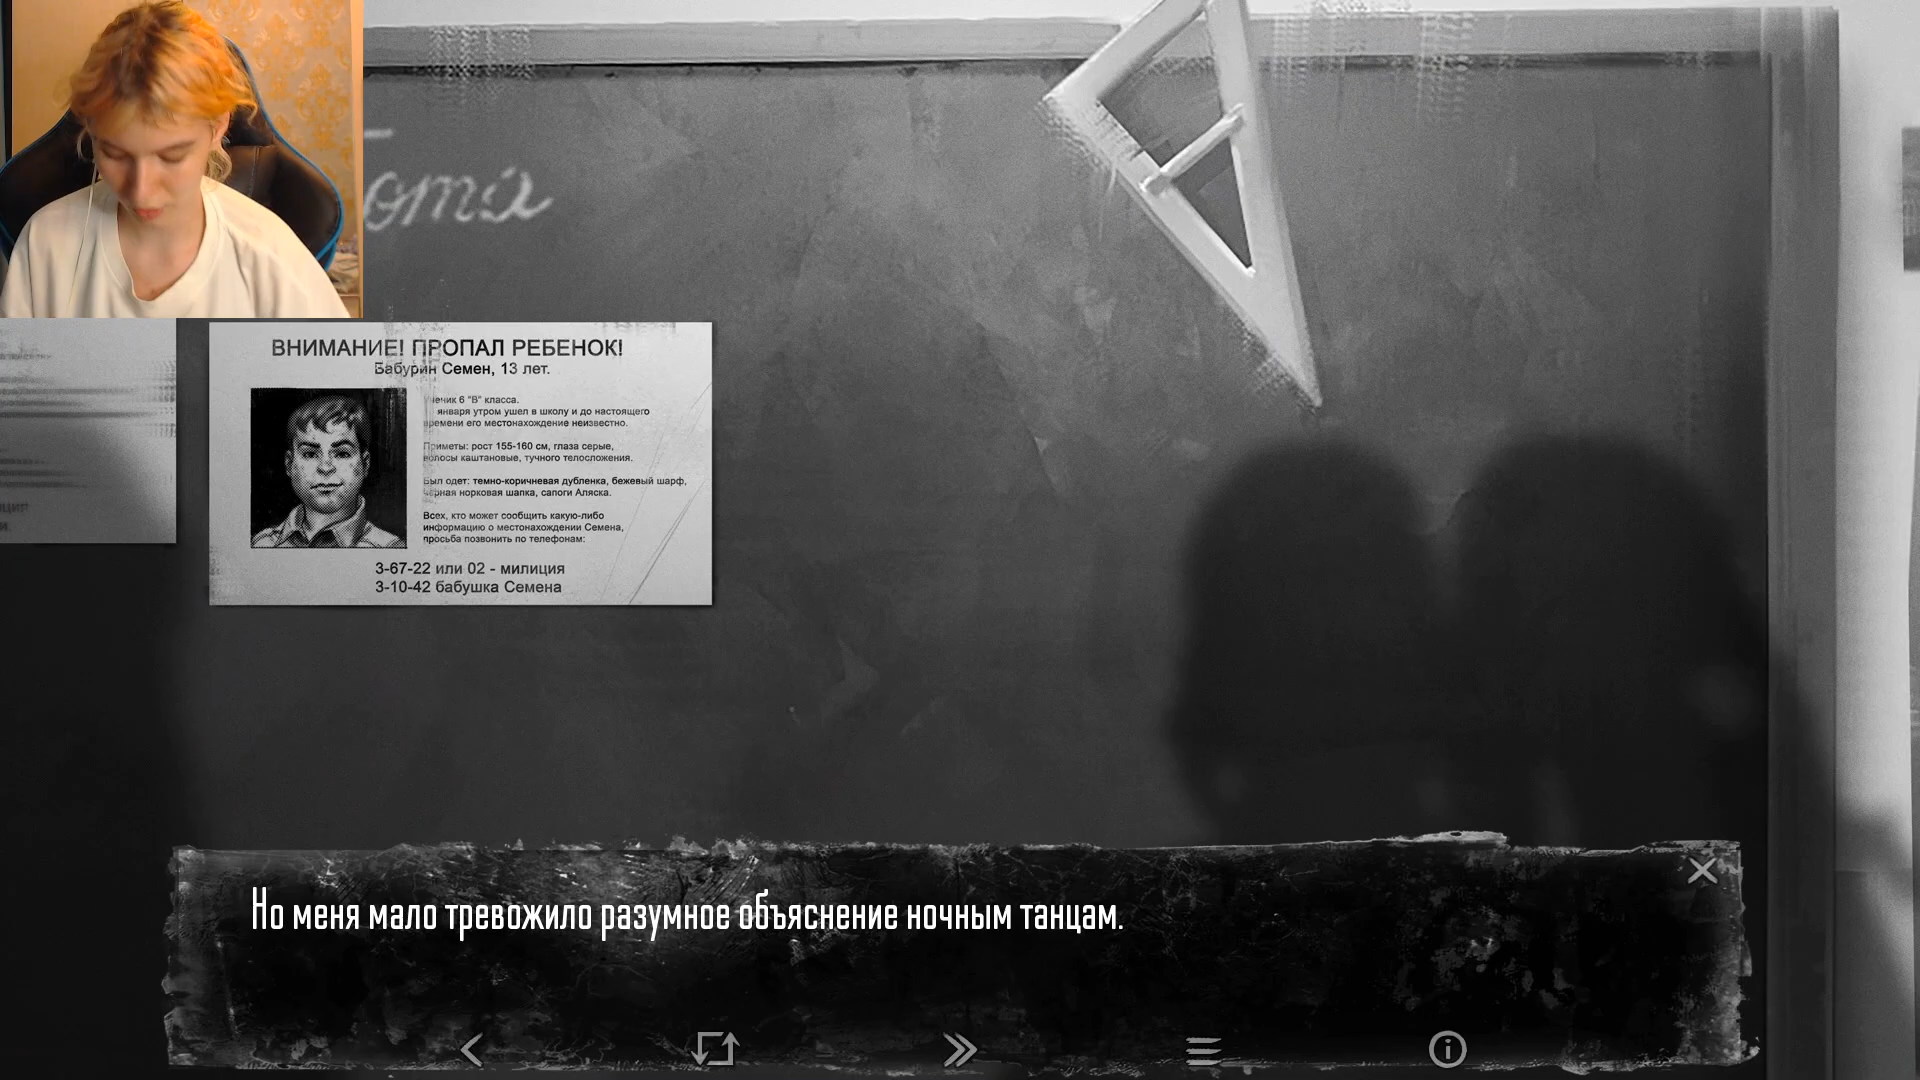 ота
ВНИМАНИЕ! ПРОПАЛ РЕБЕНОК!
Бабурин Семен, 13 лет.
Ученик 6 "В" класса.
января утром ушел в школу и до настоящего
времени его местонахождение неизвестно.
Приметы: рост 155-160 см, глаза серые,
волосы каштановые, тучного телосложения.
Был одет: темно-коричневая дубленка, бежевый шарф,
черная норковая шапка, сапоги Аляска.
Всех, кто может сообщить какую-либо
информацию о местонахождении Семена,
просьба позвонить по телефонам:
3-67-22 или 02 - милиция
3-10-42 бабушка Семена
Но меня мало тревожило разумное объяснение ночным танцам.